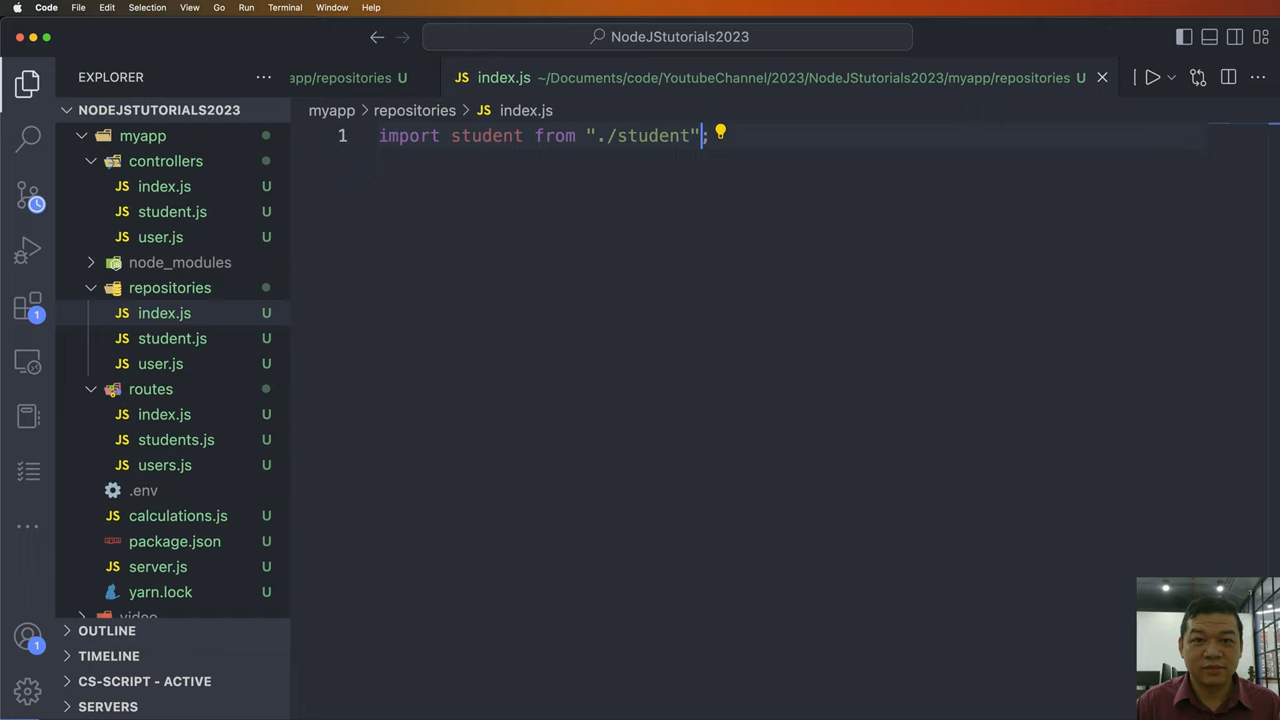 Code File Edit Selection View Go Run Terminal Window Help
NodeJStutorials2023
EXPLORER
app/repositories U
JS index.js ~/Documents/code/YoutubeChannel/2023/NodeJStutorials2023/myapp/repositories U
NODEJSTUTORIALS2023
myapp > repositories > JS index.js
1 import student from "./student";
myapp
controllers
JS index.js U
JS student.js U
JS user.js U
node_modules
repositories
JS index.js U
JS student.js U
JS user.js U
routes
JS index.js U
JS students.js U
JS users.js U
.env
JS calculations.js U
package.json U
JS server.js U
yarn.lock U
video
OUTLINE
TIMELINE
CS-SCRIPT - ACTIVE
SERVERS
1
1